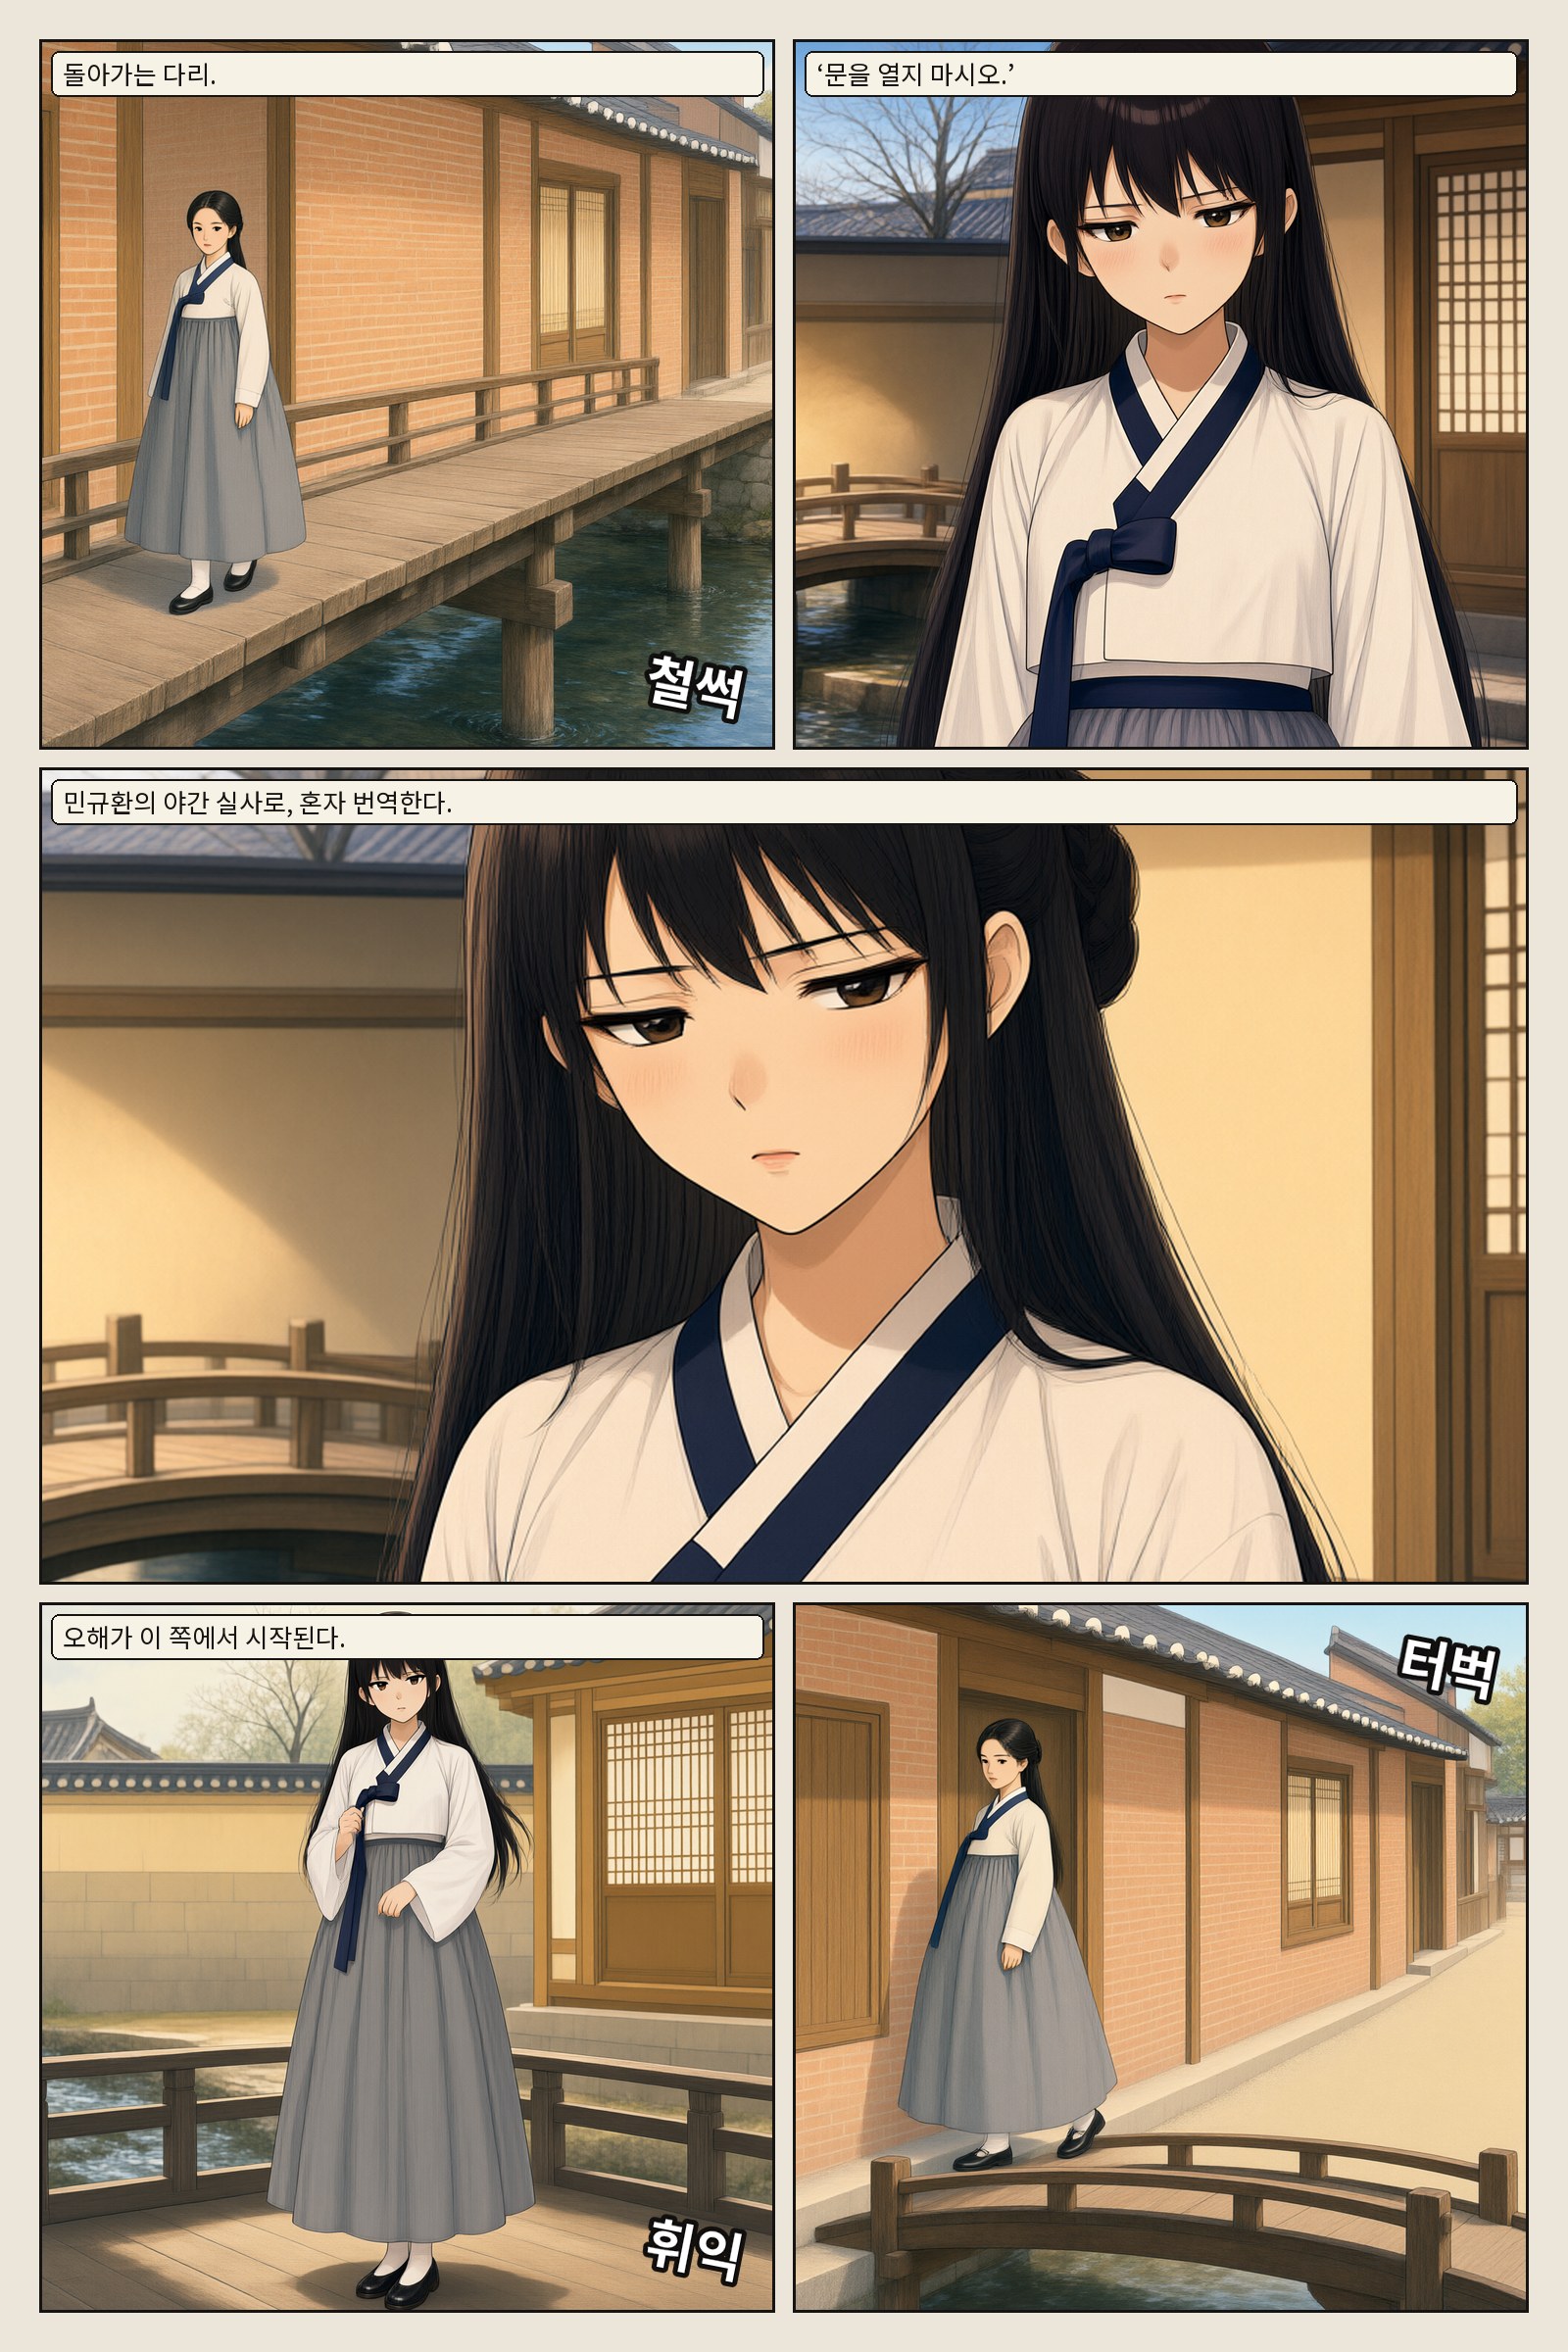 돌아가는 다리.
철썩
‘문을 열지 마시오.’
민규환의 야간 실사로, 혼자 번역한다.
오해가 이 쪽에서 시작된다.
휘익
터벅